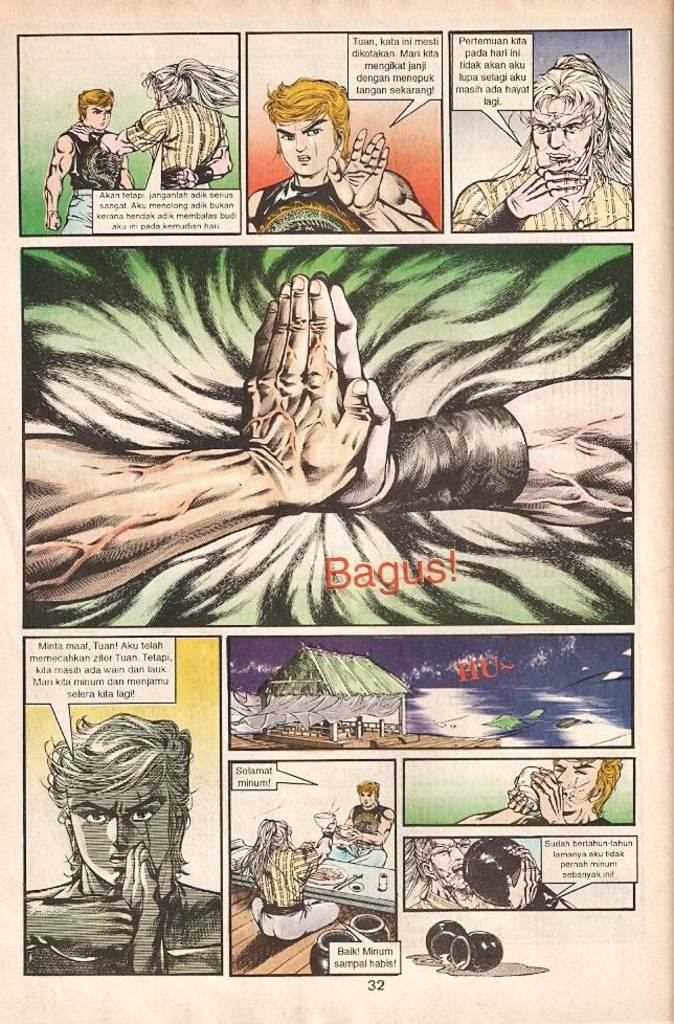 Akan tetapi, janganlah adik serius
sangat. Aku menolong adik bukan
kerana hendak adik membalas budi
aku ini pada kemudian hari.
Tuan, kata ini mesti
dikotakan. Mari kita
mengikat janji
dengan menepuk
tangan sekarang!
Pertemuan kita
pada hari ini
tidak akan aku
lupa selagi aku
masih ada hayat
lagi.
Bagus!
Minta maaf, Tuan! Aku telah
memecahkan ziter Tuan. Tetapi,
kita masih ada wain dan lauk.
Mari kita minum dan menjamu
selera kita lagi!
HU~
Selamat
minum!
Baik! Minum
sampai habis!
Sudah bertahun-tahun
lamanya aku tidak
pernah minum
sebanyak ini!
32